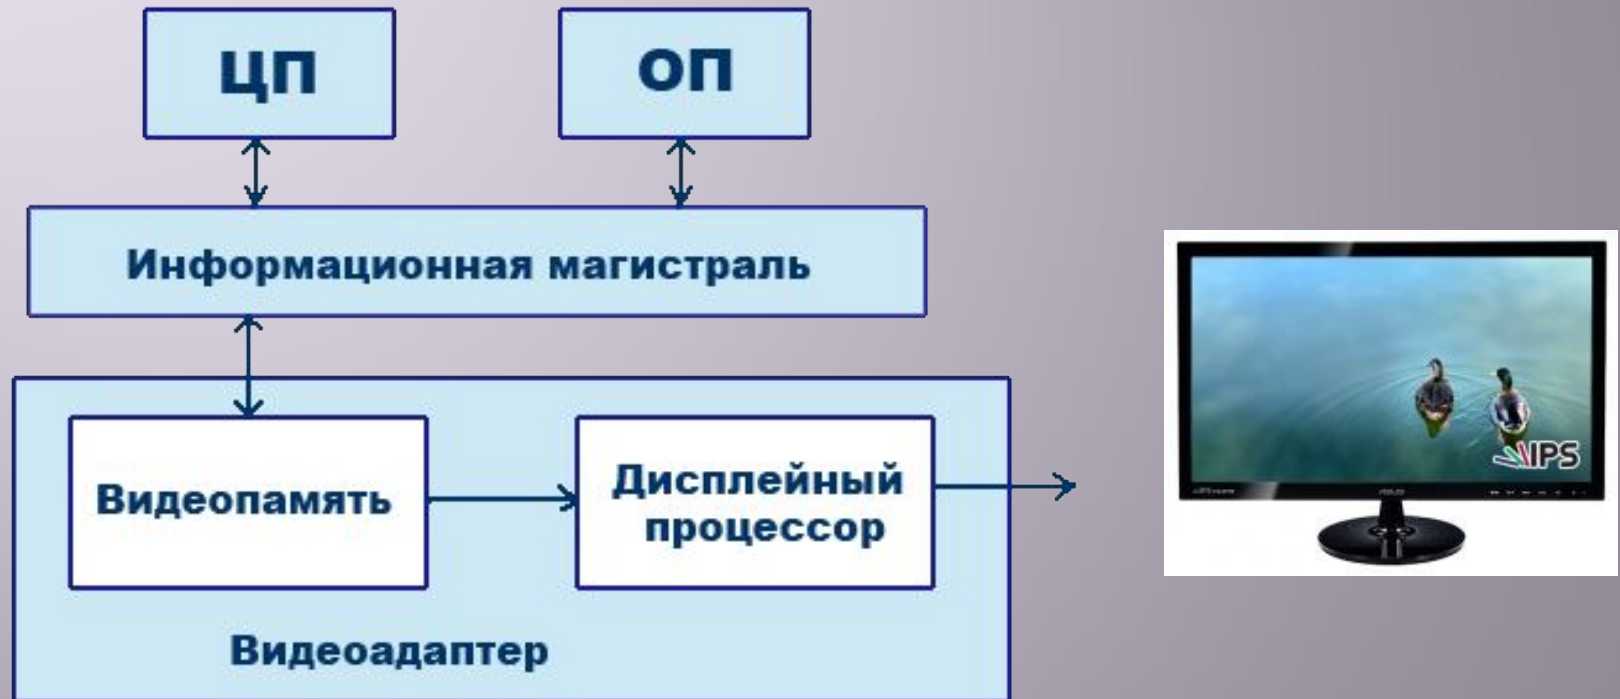 ЦП
ОП
Информационная магистраль
Видеопамять
Дисплейный
процессор
Видеоадаптер
IPS